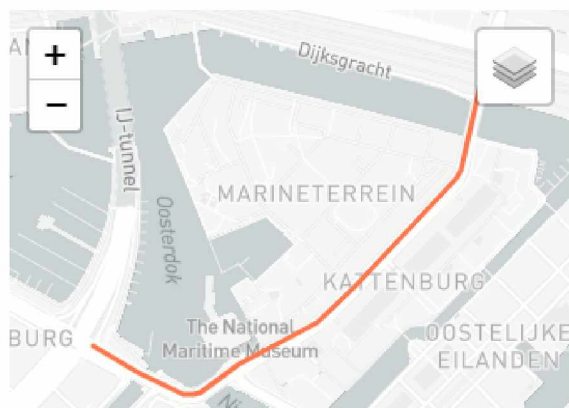 +
−
Dijksgracht
IJ-tunnel
MARINETERREIN
Oosterdok
KATTENBURG
BURG
The National
Maritime Museum
OOSTELIJKE
EILANDEN